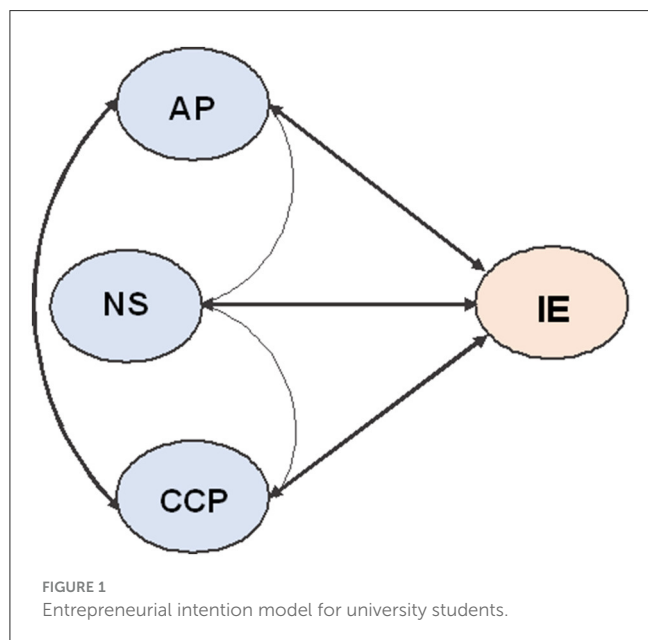 AP
NS
IE
CCP
FIGURE 1
Entrepreneurial intention model for university students.